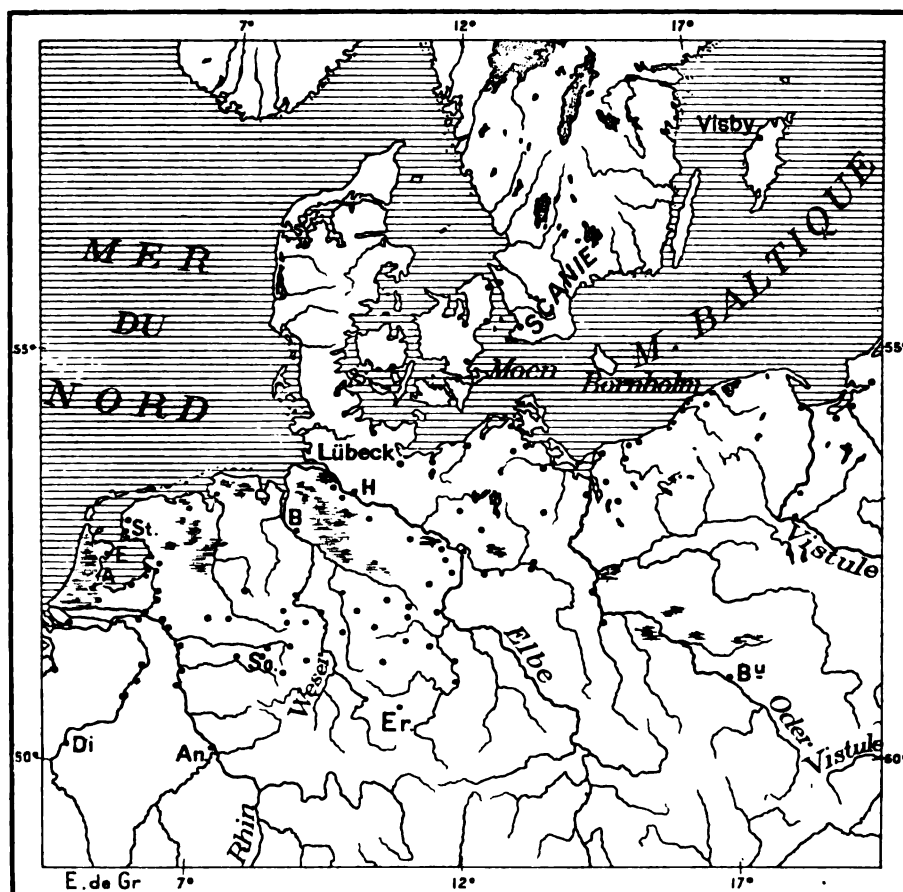 7° 12° 17°
Visby
MER
DU
NORD
M. BALTIQUE
SCANIE
55° 55°
Moen
Bornholm
Lübeck
H
B
St.
E
A
Vistule
So.
Weser
Elbe
Er.
Bu
Oder
Vistule
Di
An.
50° 50°
Rhin
E. de Gr 7° 12° 17°